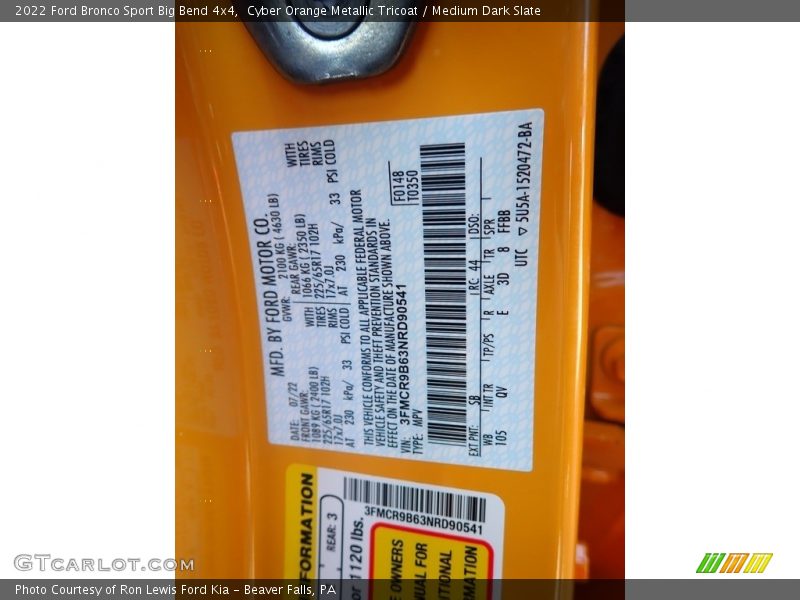 2022 Ford Bronco Sport Big Bend 4x4, Cyber Orange Metallic Tricoat / Medium Dark Slate
MFD. BY FORD MOTOR CO.
DATE: 07/22 GVWR: 2100 KG ( 4630 LB)
FRONT GAWR: REAR GAWR:
1089 KG ( 2400 LB) WITH 1066 KG ( 2350 LB) WITH
225/65R17 102H TIRES 225/65R17 102H TIRES
17x7.0J RIMS 17x7.0J RIMS
AT 230 kPa/ 33 PSI COLD AT 230 kPa/ 33 PSI COLD
THIS VEHICLE CONFORMS TO ALL APPLICABLE FEDERAL MOTOR
VEHICLE SAFETY AND THEFT PREVENTION STANDARDS IN
EFFECT ON THE DATE OF MANUFACTURE SHOWN ABOVE.
VIN: 3FMCR9B63NRD90541
TYPE: MPV
F0148
T0350
EXT PNT: SB RC: 44 DSO:
WB INT TR TP/PS R AXLE TR SPR
105 QV E 3D 8 FFBB
UTC ▽ 5U5A-1520472-BA
FORMATION
REAR: 3
or 1120 lbs.
3FMCR9B63NRD90541
OWNERS
UAL FOR
ITIONAL
RMATION
GTCarLot.com
Photo Courtesy of Ron Lewis Ford Kia - Beaver Falls, PA